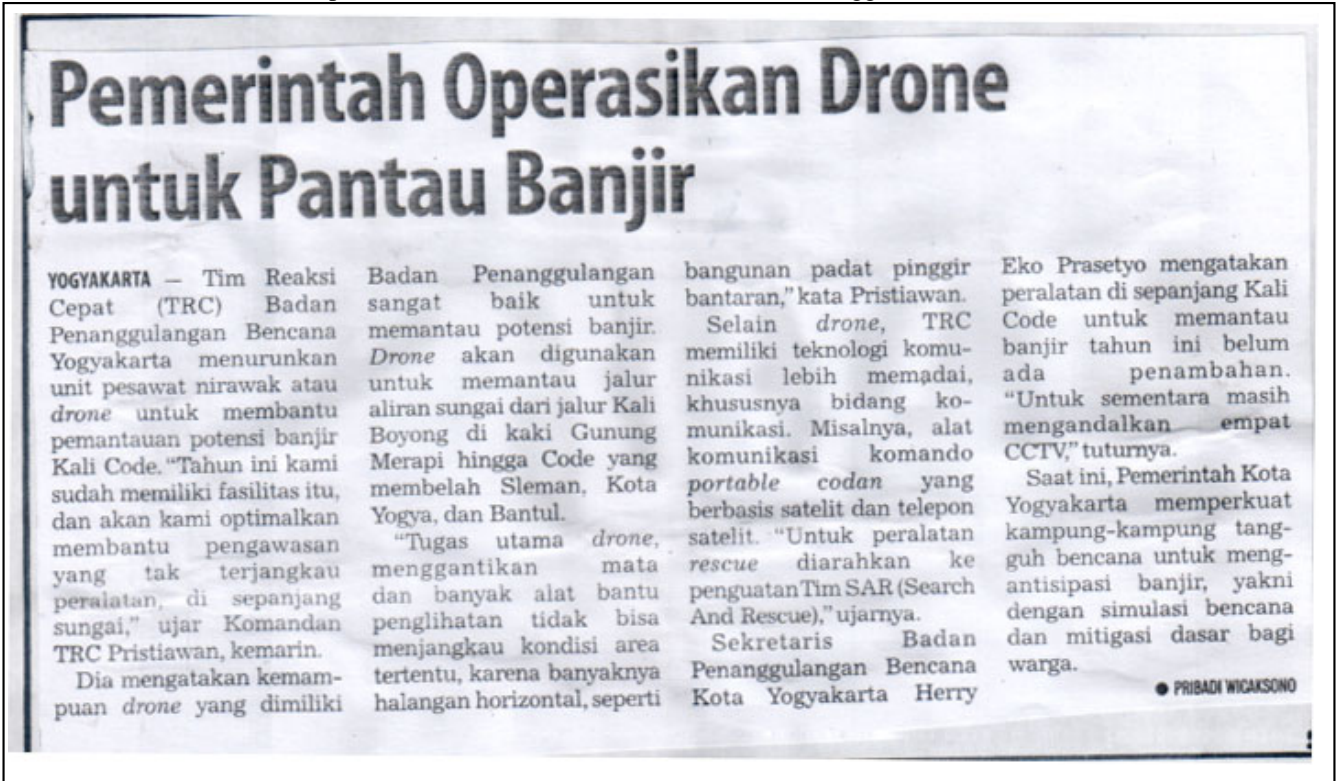 Pemerintah Operasikan Drone
untuk Pantau Banjir
YOGYAKARTA — Tim Reaksi
Cepat (TRC) Badan
Penanggulangan Bencana
Yogyakarta menurunkan
unit pesawat nirawak atau
drone untuk membantu
pemantauan potensi banjir
Kali Code. “Tahun ini kami
sudah memiliki fasilitas itu,
dan akan kami optimalkan
membantu pengawasan
yang tak terjangkau
peralatan, di sepanjang
sungai,” ujar Komandan
TRC Pristiawan, kemarin.
Dia mengatakan kemam-
puan drone yang dimiliki
Badan Penanggulangan
sangat baik untuk
memantau potensi banjir.
Drone akan digunakan
untuk memantau jalur
aliran sungai dari jalur Kali
Boyong di kaki Gunung
Merapi hingga Code yang
membelah Sleman, Kota
Yogya, dan Bantul.
“Tugas utama drone,
menggantikan mata
dan banyak alat bantu
penglihatan tidak bisa
menjangkau kondisi area
tertentu, karena banyaknya
halangan horizontal, seperti
bangunan padat pinggir
bantaran,” kata Pristiawan.
Selain drone, TRC
memiliki teknologi komu-
nikasi lebih memadai,
khususnya bidang ko-
munikasi. Misalnya, alat
komunikasi komando
portable codan yang
berbasis satelit dan telepon
satelit. “Untuk peralatan
rescue diarahkan ke
penguatan Tim SAR (Search
And Rescue),” ujarnya.
Sekretaris Badan
Penanggulangan Bencana
Kota Yogyakarta Herry
Eko Prasetyo mengatakan
peralatan di sepanjang Kali
Code untuk memantau
banjir tahun ini belum
ada penambahan.
“Untuk sementara masih
mengandalkan empat
CCTV,” tuturnya.
Saat ini, Pemerintah Kota
Yogyakarta memperkuat
kampung-kampung tang-
guh bencana untuk meng-
antisipasi banjir, yakni
dengan simulasi bencana
dan mitigasi dasar bagi
warga.
● PRIBADI WICAKSONO